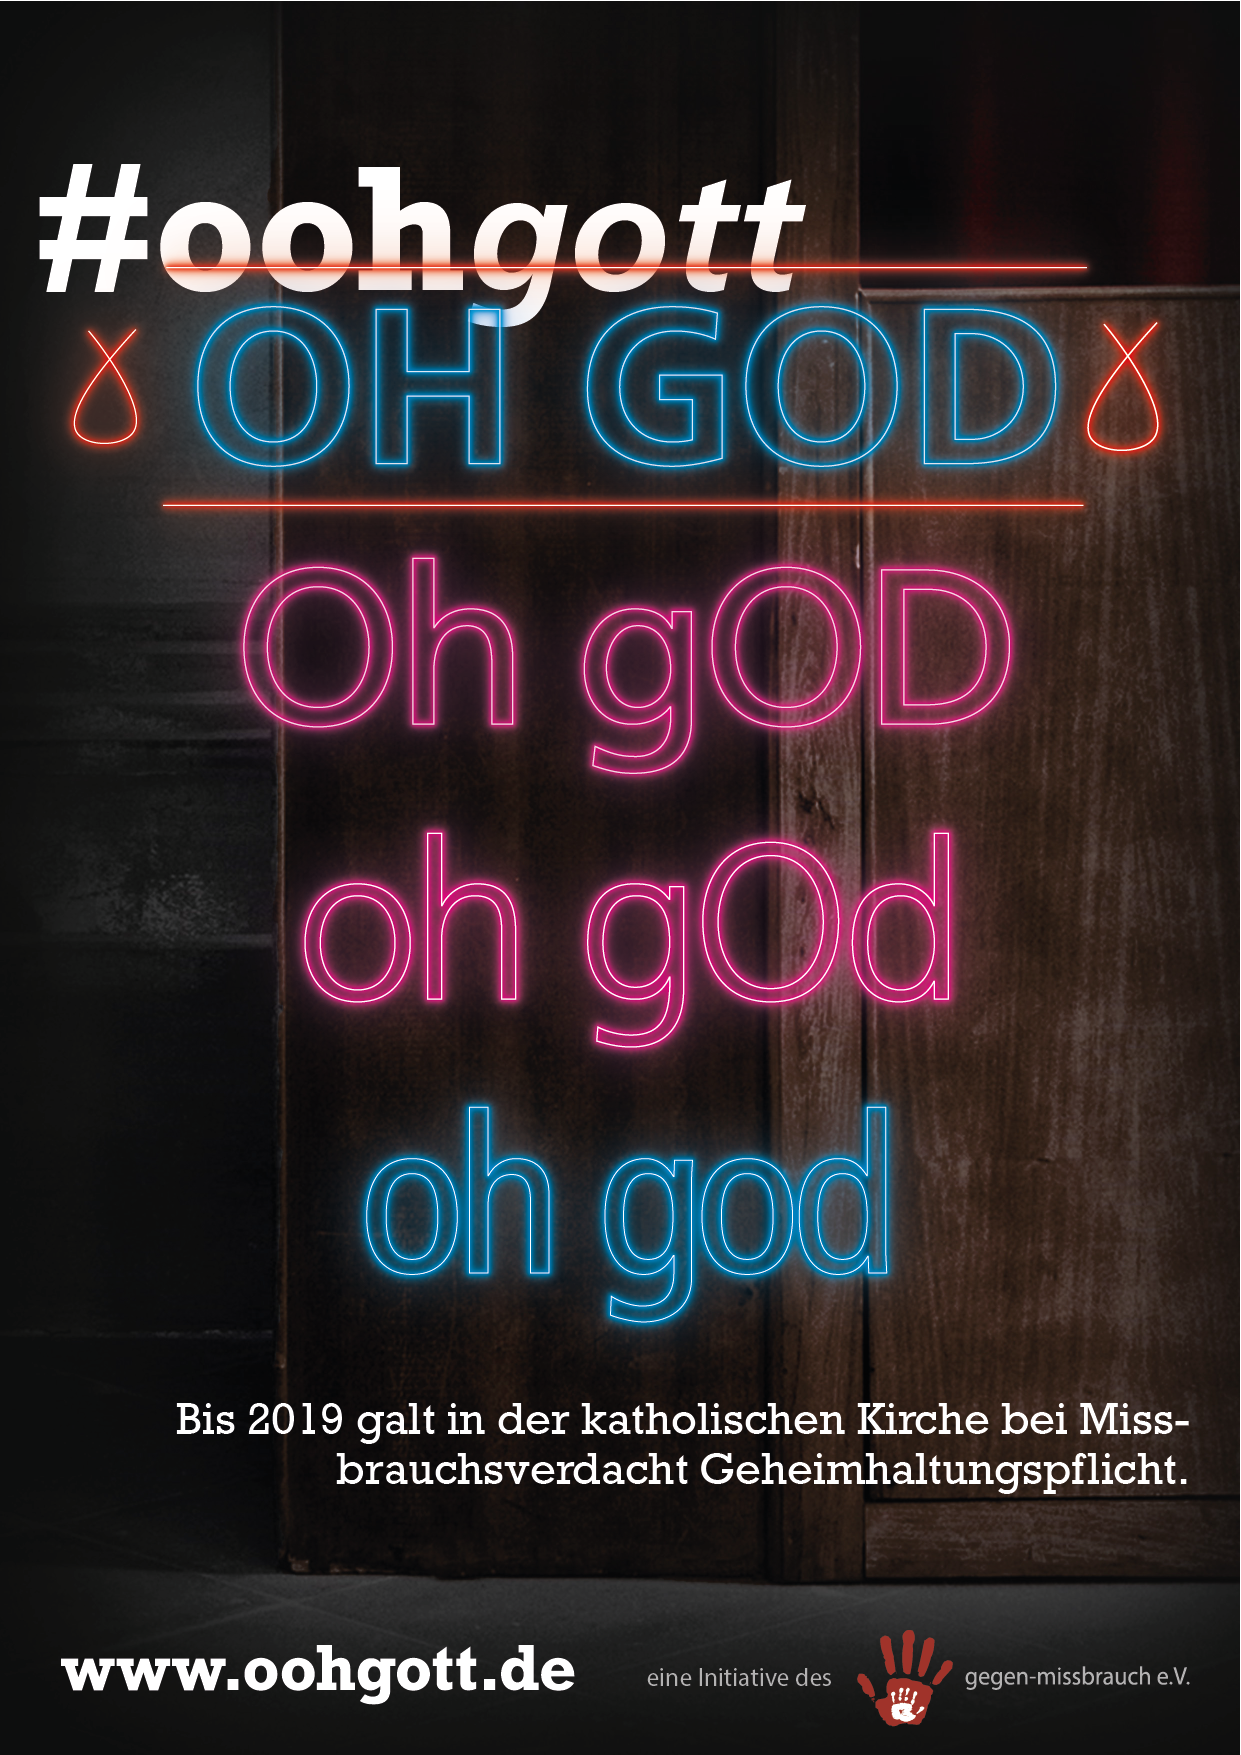 #oohgott
OH GOD
Oh gOD
oh gOd
oh god
Bis 2019 galt in der katholischen Kirche bei Miss-
brauchsverdacht Geheimhaltungspflicht.
www.oohgott.de
eine Initiative des
gegen-missbrauch e.V.